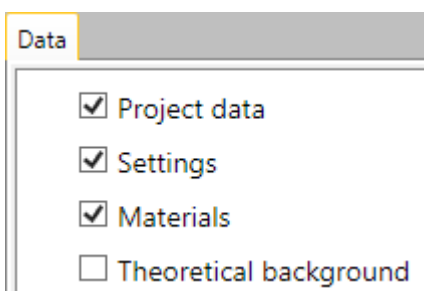 Data
Project data
Settings
Materials
Theoretical background